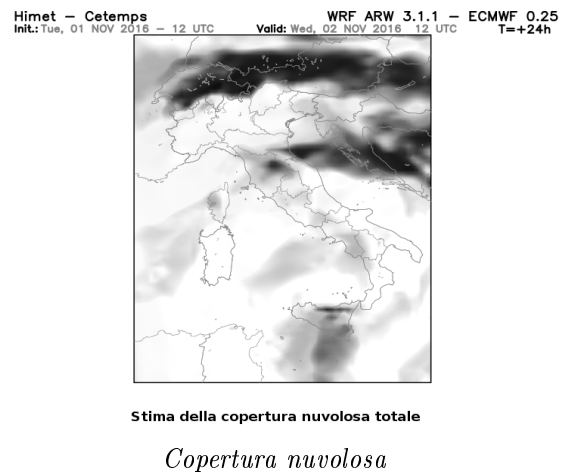 Himet – Cetemps WRF ARW 3.1.1 – ECMWF 0.25
Init.: Tue, 01 NOV 2016 – 12 UTC Valid: Wed, 02 NOV 2016 12 UTC T=+24h
Stima della copertura nuvolosa totale
Copertura nuvolosa